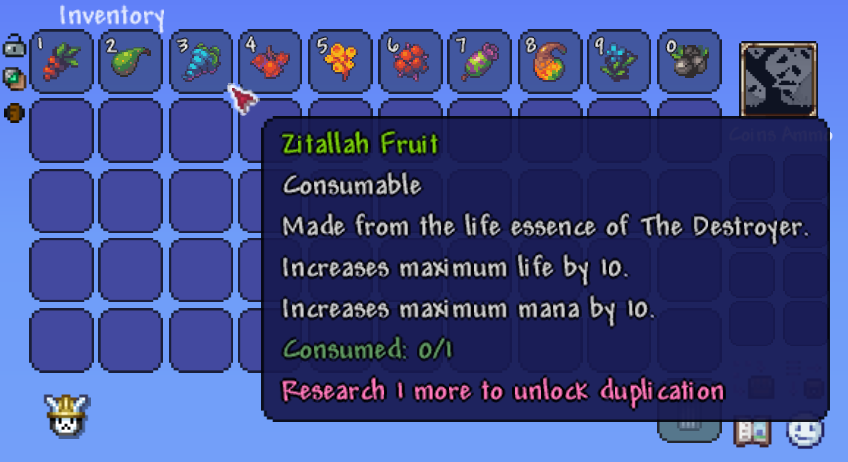 Inventory
1 2 3 4 5 6 7 8 9 0
Coins Ammo
Zitallah Fruit
Consumable
Made from the life essence of The Destroyer.
Increases maximum life by 10.
Increases maximum mana by 10.
Consumed: 0/1
Research 1 more to unlock duplication